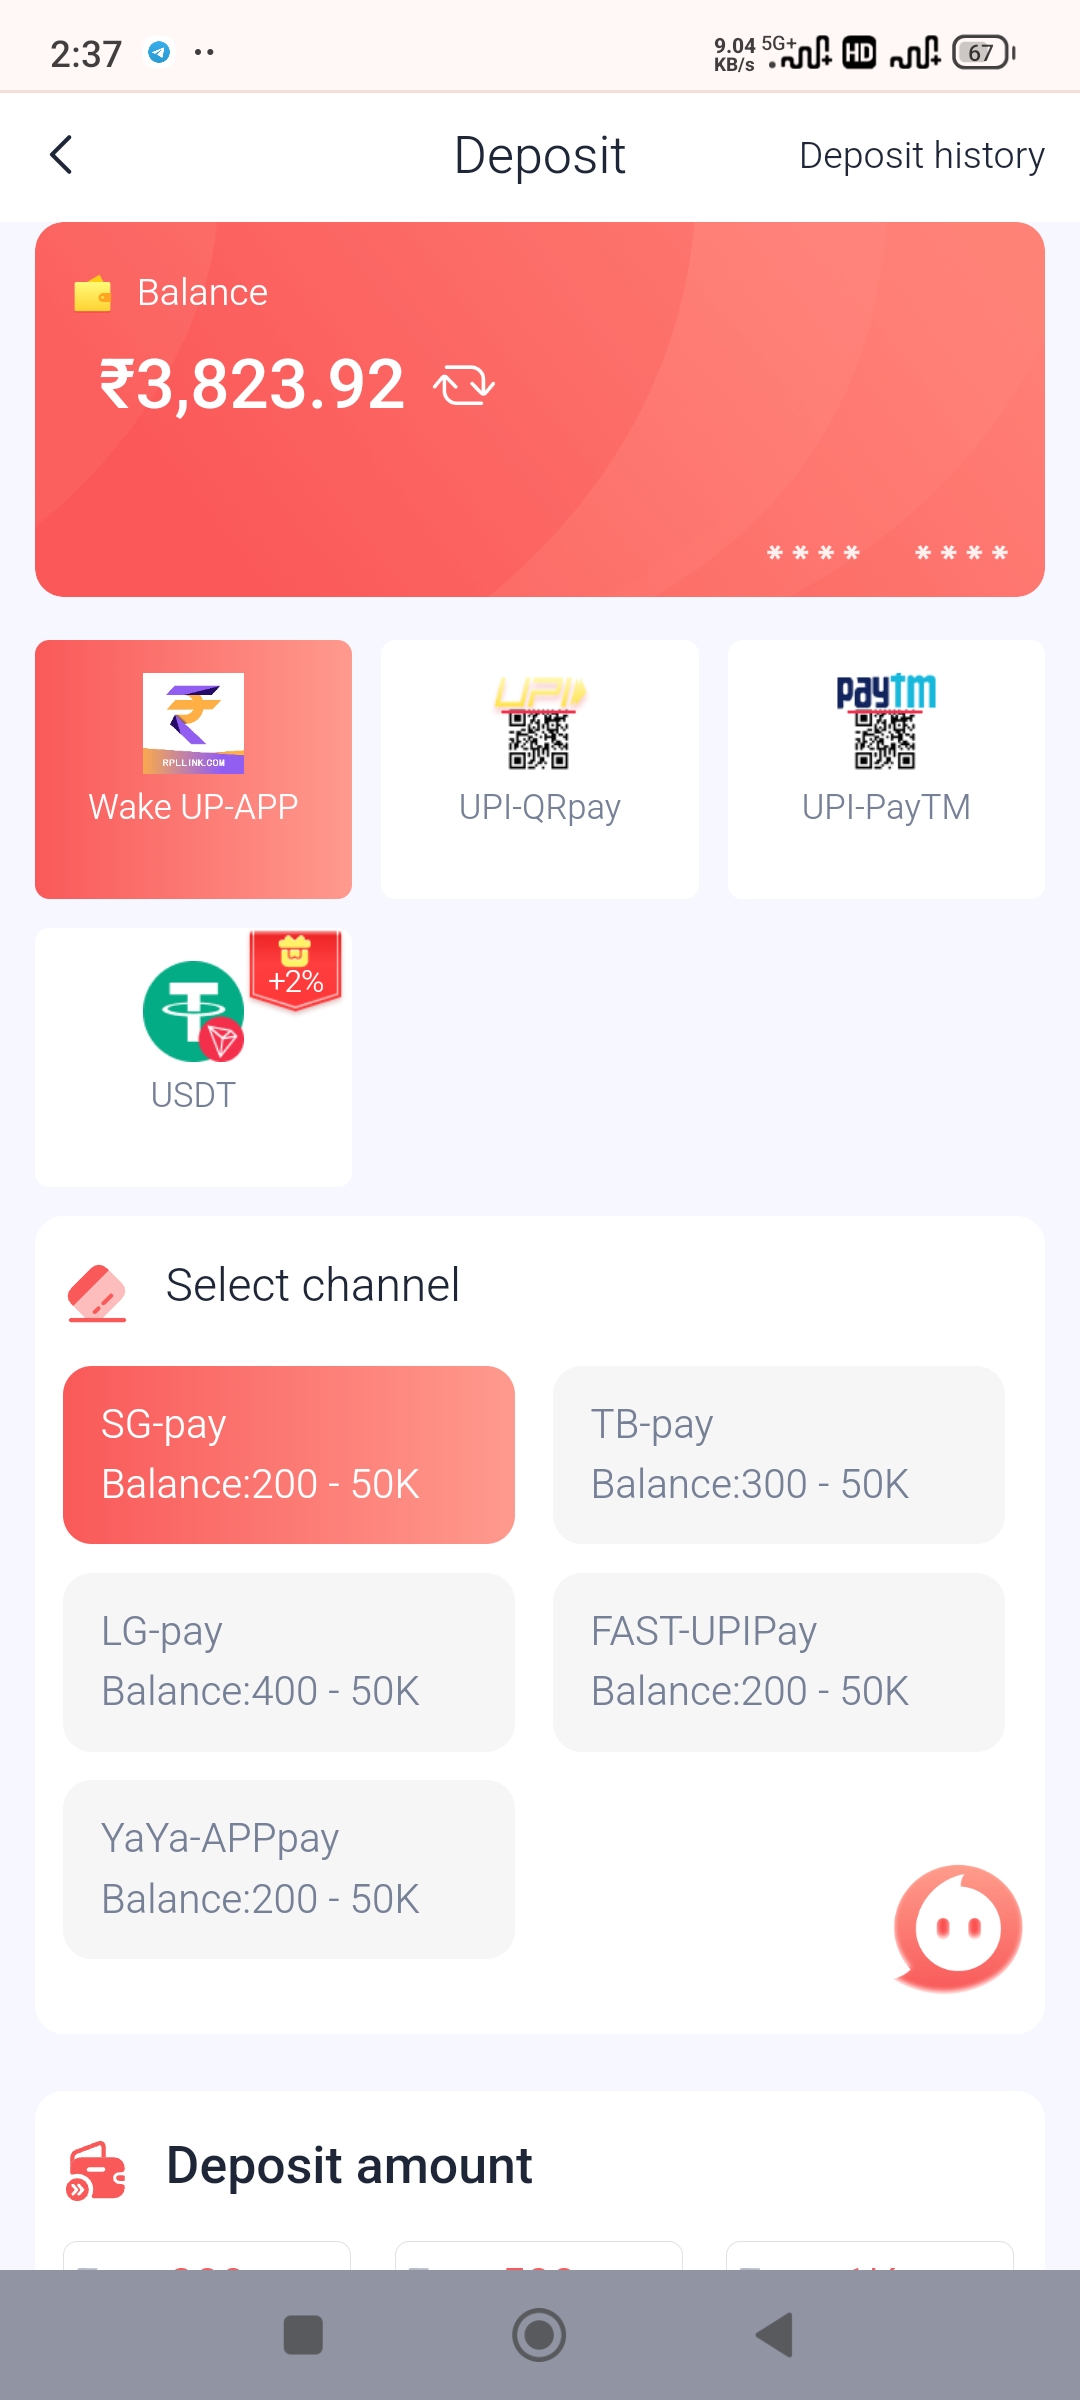 2:37
9.04 KB/s 5G+ HD 67
Deposit
Deposit history
Balance
₹3,823.92
**** ****
RPLLINK.COM
Wake UP-APP
UPI
UPI-QRpay
paytm
UPI-PayTM
+2%
USDT
Select channel
SG-pay
Balance:200 - 50K
TB-pay
Balance:300 - 50K
LG-pay
Balance:400 - 50K
FAST-UPIPay
Balance:200 - 50K
YaYa-APPpay
Balance:200 - 50K
Deposit amount